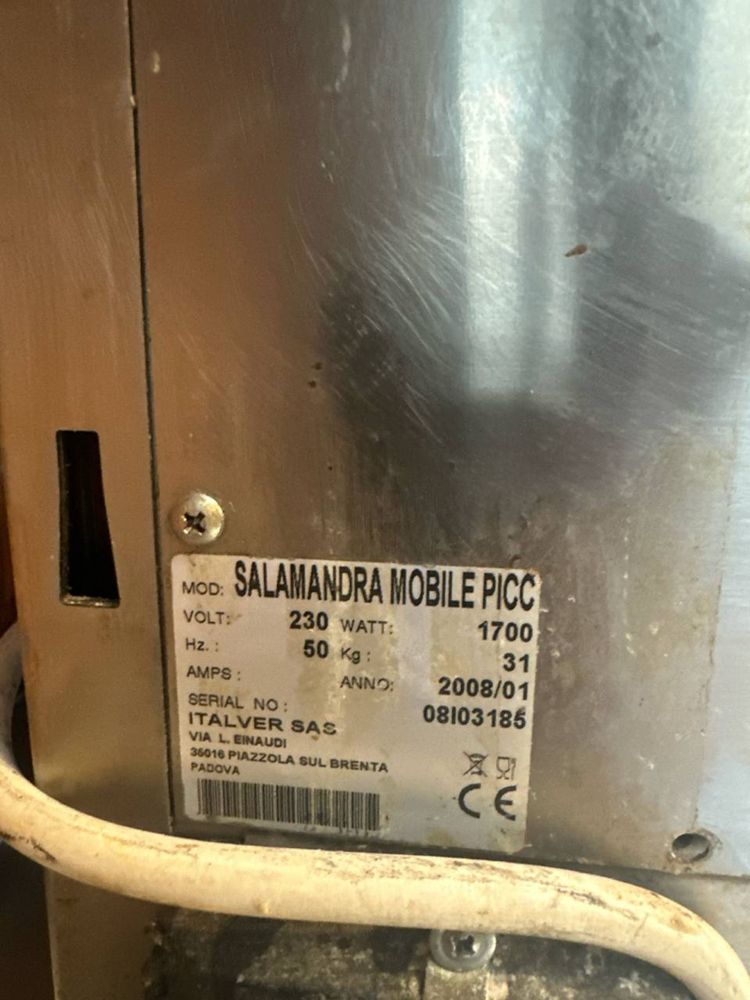 MOD: SALAMANDRA MOBILE PICC
VOLT: 230 WATT: 1700
Hz. : 50 Kg : 31
AMPS : ANNO: 2008/01
SERIAL NO : 08I03185
ITALVER SAS
VIA L. EINAUDI
35016 PIAZZOLA SUL BRENTA
PADOVA
CE